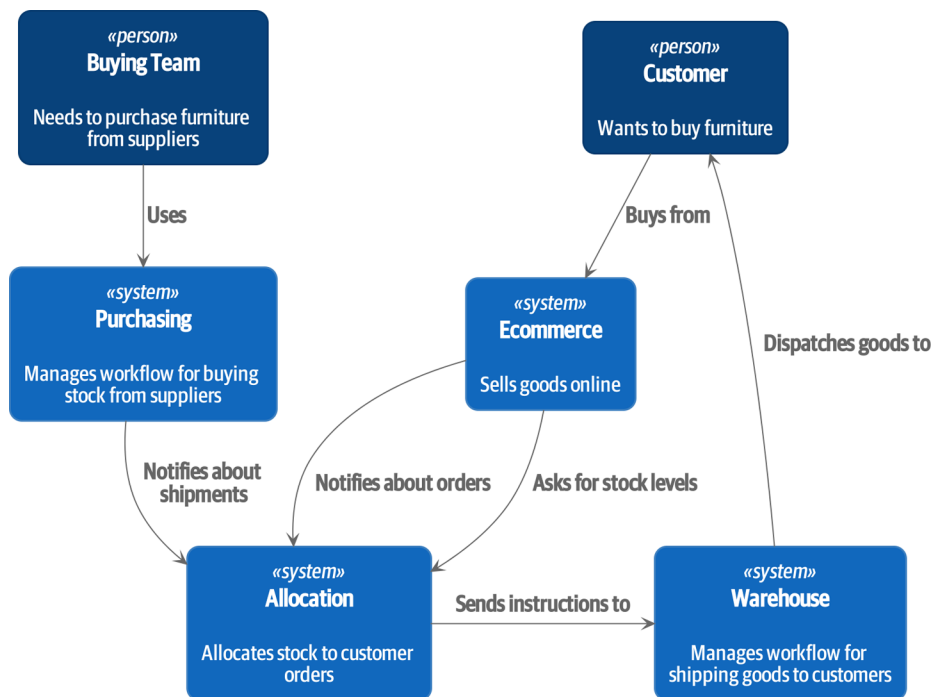 «person»
Buying Team
Needs to purchase furniture
from suppliers
«person»
Customer
Wants to buy furniture
Uses
Buys from
«system»
Purchasing
Manages workflow for buying
stock from suppliers
«system»
Ecommerce
Sells goods online
Dispatches goods to
Notifies about
shipments
Notifies about orders
Asks for stock levels
«system»
Allocation
Allocates stock to customer
orders
Sends instructions to
«system»
Warehouse
Manages workflow for
shipping goods to customers